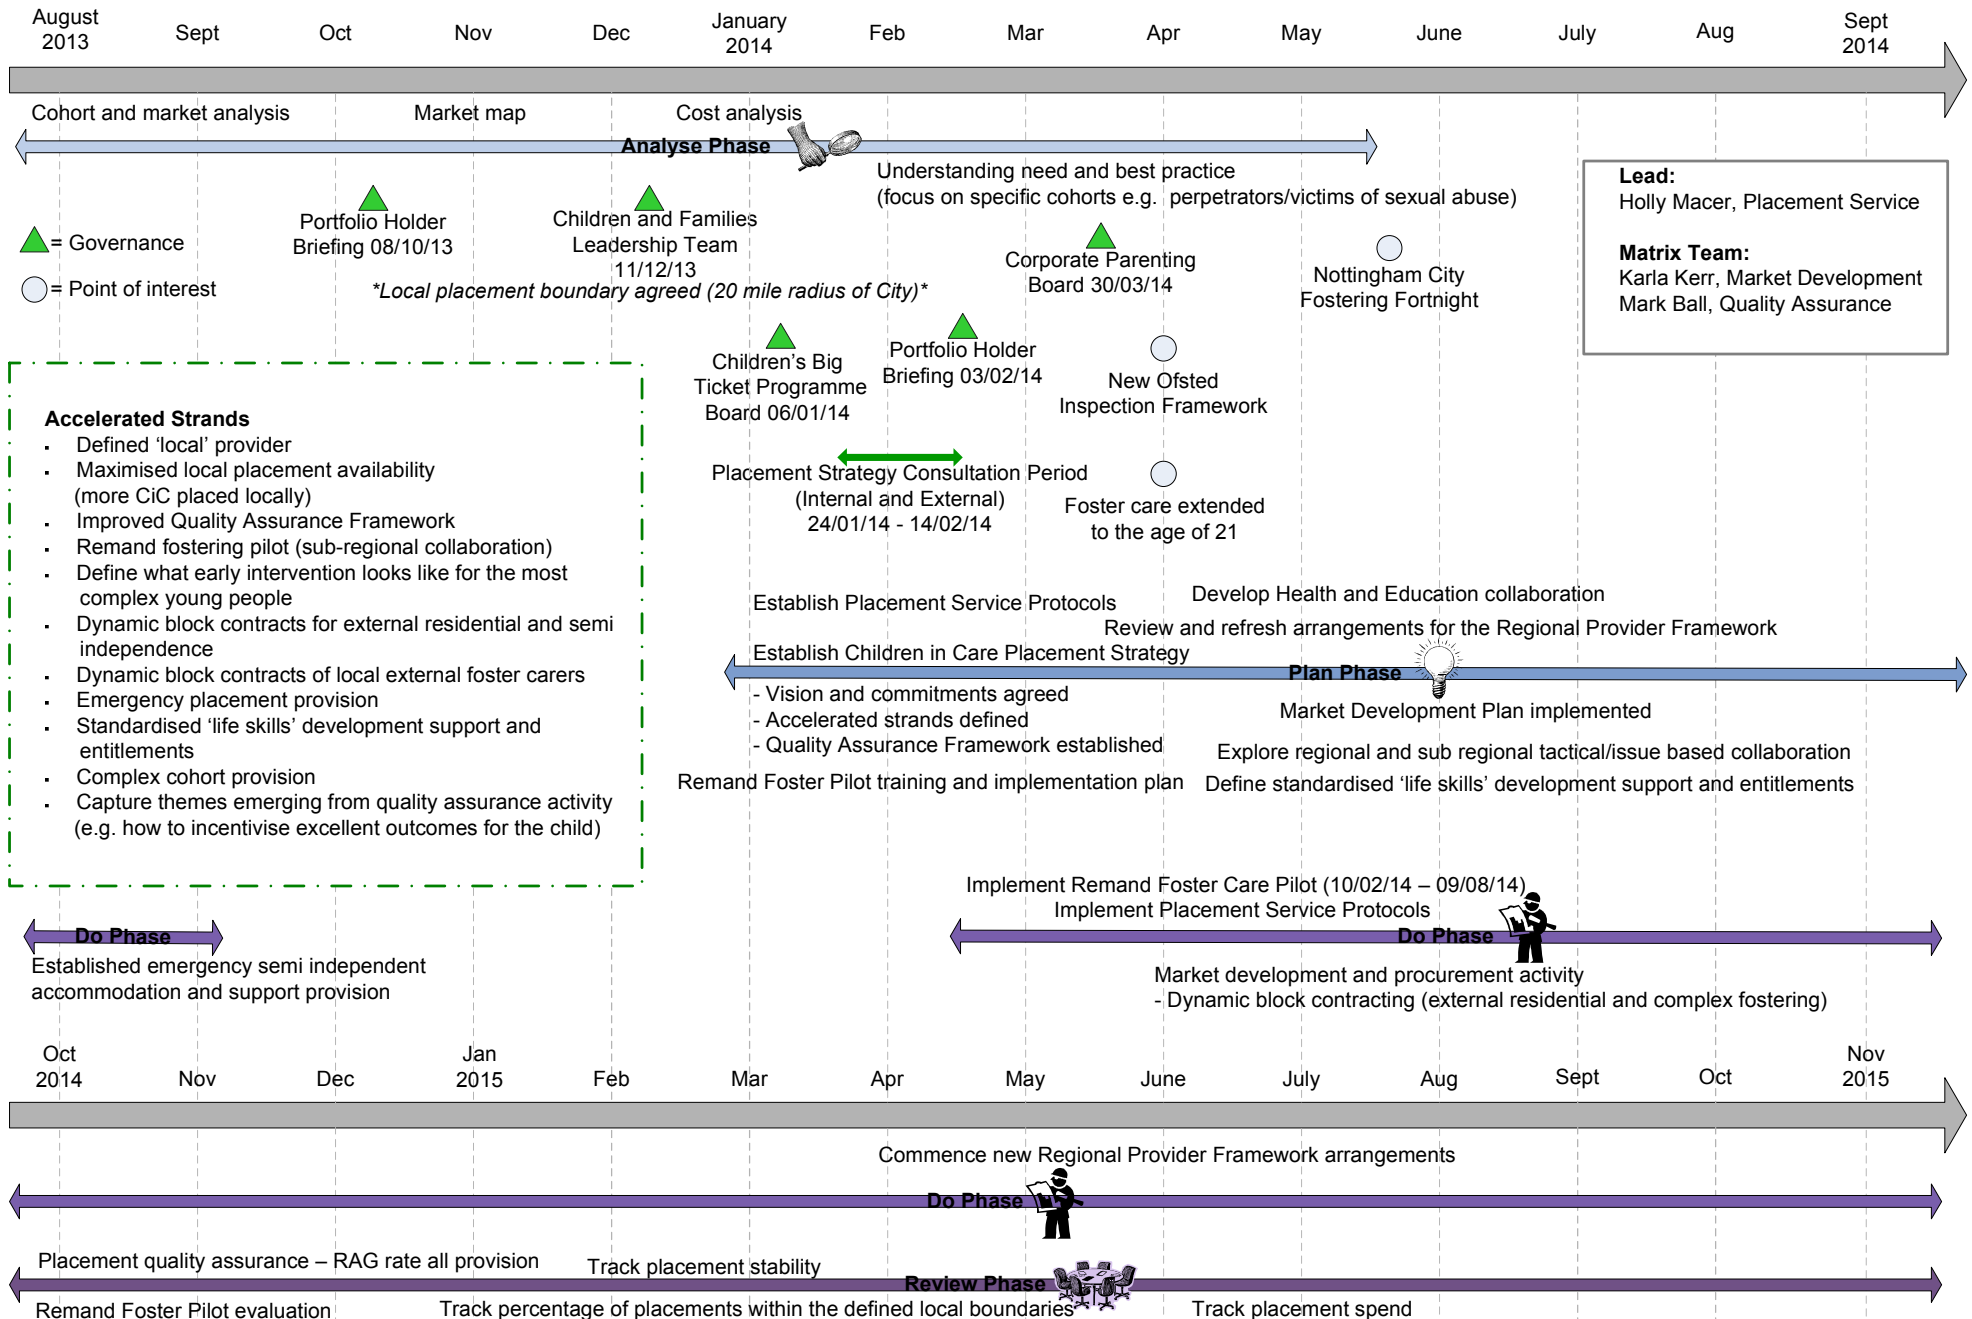 August
2013
Sept
Oct
Nov
Dec
January
2014
Feb
Mar
Apr
May
June
July
Aug
Sept
2014
Cohort and market analysis
Market map
Cost analysis
Analyse Phase
Understanding need and best practice
(focus on specific cohorts e.g. perpetrators/victims of sexual abuse)
Lead:
Holly Macer, Placement Service
Matrix Team:
Karla Kerr, Market Development
Mark Ball, Quality Assurance
= Governance
= Point of interest
Portfolio Holder
Briefing 08/10/13
Children and Families
Leadership Team
11/12/13
*Local placement boundary agreed (20 mile radius of City)*
Corporate Parenting
Board 30/03/14
Nottingham City
Fostering Fortnight
Children's Big
Ticket Programme
Board 06/01/14
Portfolio Holder
Briefing 03/02/14
New Ofsted
Inspection Framework
Placement Strategy Consultation Period
(Internal and External)
24/01/14 - 14/02/14
Foster care extended
to the age of 21
Accelerated Strands
▪ Defined ‘local’ provider
▪ Maximised local placement availability
(more CiC placed locally)
▪ Improved Quality Assurance Framework
▪ Remand fostering pilot (sub-regional collaboration)
▪ Define what early intervention looks like for the most
complex young people
▪ Dynamic block contracts for external residential and semi
independence
▪ Dynamic block contracts of local external foster carers
▪ Emergency placement provision
▪ Standardised ‘life skills’ development support and
entitlements
▪ Complex cohort provision
▪ Capture themes emerging from quality assurance activity
(e.g. how to incentivise excellent outcomes for the child)
Establish Placement Service Protocols
Develop Health and Education collaboration
Review and refresh arrangements for the Regional Provider Framework
Establish Children in Care Placement Strategy
Plan Phase
- Vision and commitments agreed
- Accelerated strands defined
- Quality Assurance Framework established
Market Development Plan implemented
Explore regional and sub regional tactical/issue based collaboration
Remand Foster Pilot training and implementation plan
Define standardised ‘life skills’ development support and entitlements
Implement Remand Foster Care Pilot (10/02/14 – 09/08/14)
Implement Placement Service Protocols
Do Phase
Do Phase
Established emergency semi independent
accommodation and support provision
Market development and procurement activity
- Dynamic block contracting (external residential and complex fostering)
Oct
2014
Nov
Dec
Jan
2015
Feb
Mar
Apr
May
June
July
Aug
Sept
Oct
Nov
2015
Commence new Regional Provider Framework arrangements
Do Phase
Placement quality assurance – RAG rate all provision
Track placement stability
Review Phase
Remand Foster Pilot evaluation
Track percentage of placements within the defined local boundaries
Track placement spend